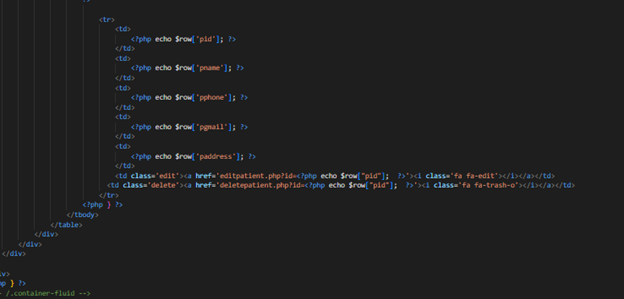 <tr>
<td>
<?php echo $row['pid']; ?>
</td>
<td>
<?php echo $row['pname']; ?>
</td>
<td>
<?php echo $row['pphone']; ?>
</td>
<td>
<?php echo $row['pgmail']; ?>
</td>
<td>
<?php echo $row['paddress']; ?>
</td>
<td class='edit'><a href='editpatient.php?id=<?php echo $row["pid"];  ?>'><i class='fa fa-edit'></i></a></td>
<td class='delete'><a href='deletepatient.php?id=<?php echo $row["pid"];  ?>'><i class='fa fa-trash-o'></i></a></td>
</tr>
<?php } ?>
</tbody>
</table>
</div>
</div>
</div>
iv>
hp } ?>
- /.container-fluid -->